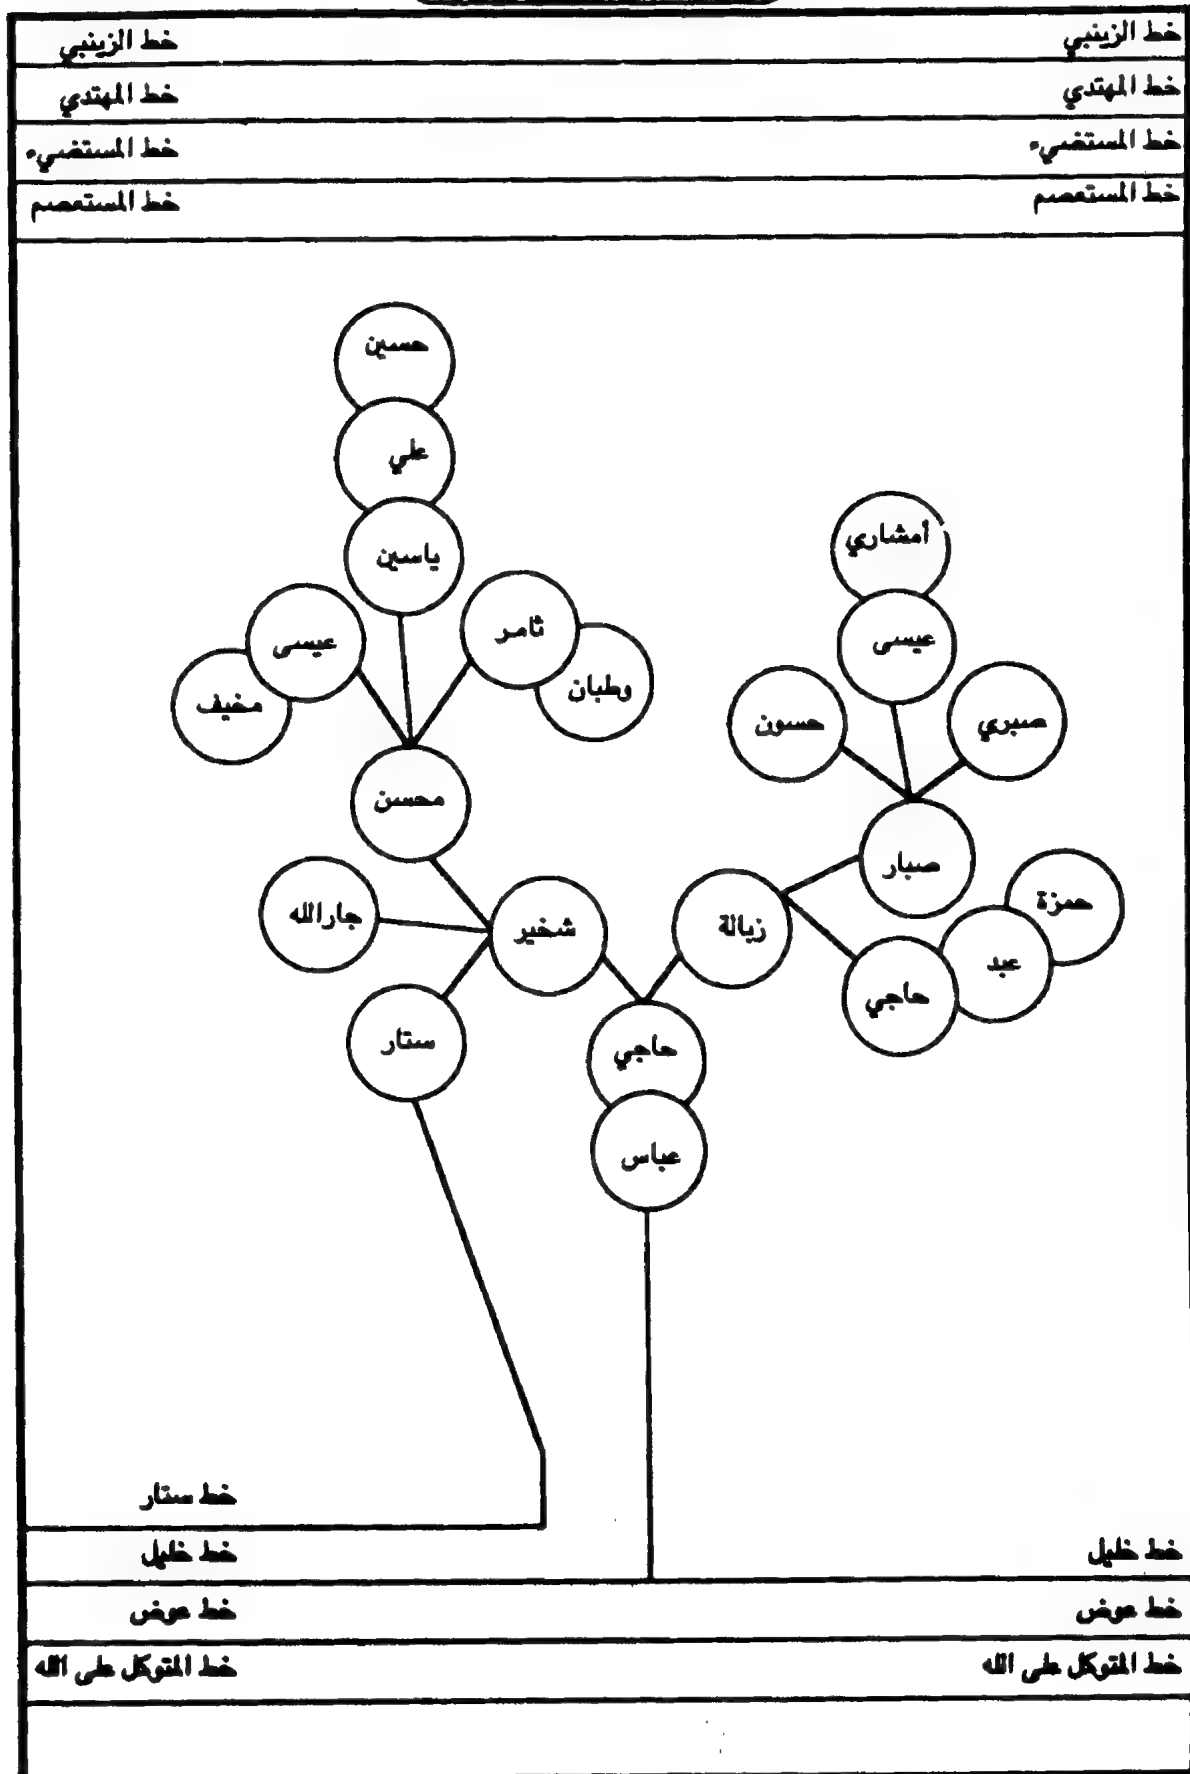 خط الزينبي خط الزينبي
خط المهتدي خط المهتدي
خط المستضيء خط المستضيء
خط المستعصم خط المستعصم
حسين
علي
أمشاري
ياسين
ثامر
عيسى
عيسى
وطبان
مخيف
صبري
حسون
محسن
صبار
حمزة
جارالله
شخير
زبالة
عبد
حاجي
ستار
حاجي
عباس
خط ستار
خط خليل خط خليل
خط عوض خط عوض
خط المتوكل على الله خط المتوكل على الله